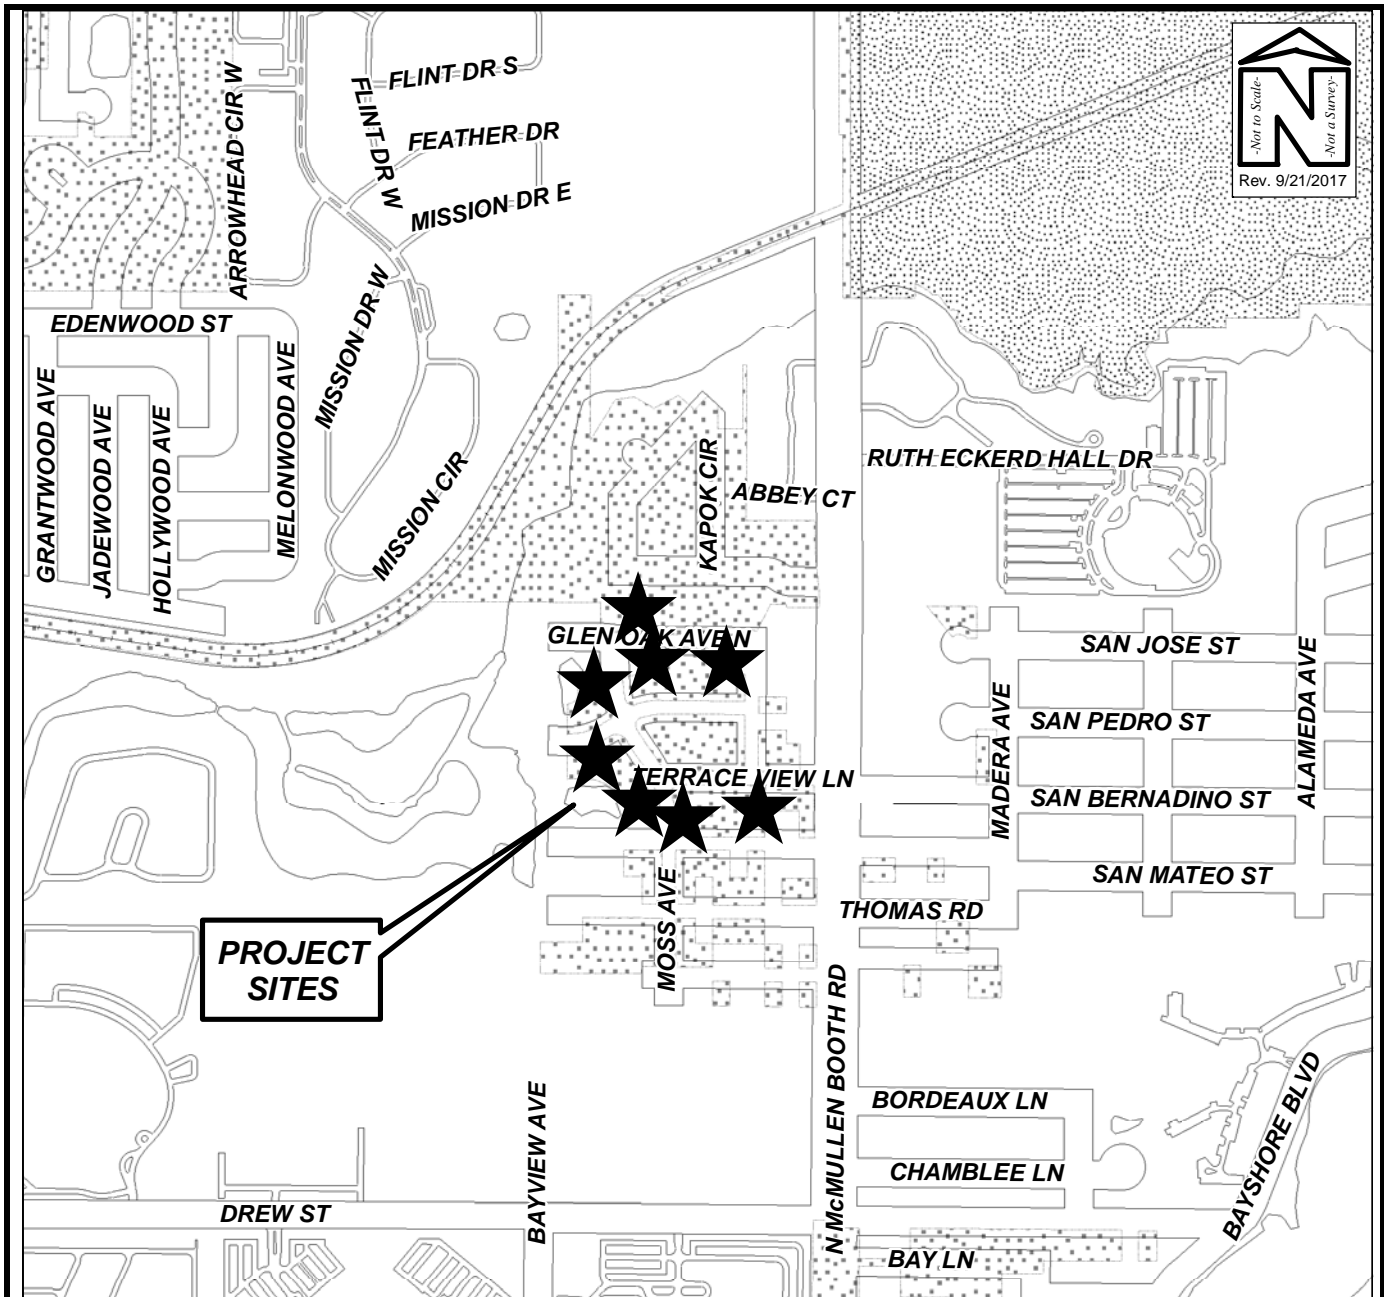 FLINT DR S
FLINT DR W
FEATHER DR
MISSION DR E
ARROWHEAD CIR W
-Not to Scale-
-Not a Survey-
N
Rev. 9/21/2017
EDENWOOD ST
MISSION DR W
MELONWOOD AVE
GRANTWOOD AVE
JADEWOOD AVE
HOLLYWOOD AVE
MISSION CIR
KAPOK CIR
ABBEY CT
RUTH ECKERD HALL DR
GLEN OAK AVE N
SAN JOSE ST
SAN PEDRO ST
MADERA AVE
ALAMEDA AVE
TERRACE VIEW LN
SAN BERNADINO ST
SAN MATEO ST
MOSS AVE
THOMAS RD
PROJECT
SITES
N McMULLEN BOOTH RD
BAYVIEW AVE
BORDEAUX LN
BAYSHORE BLVD
CHAMBLEE LN
DREW ST
BAY LN